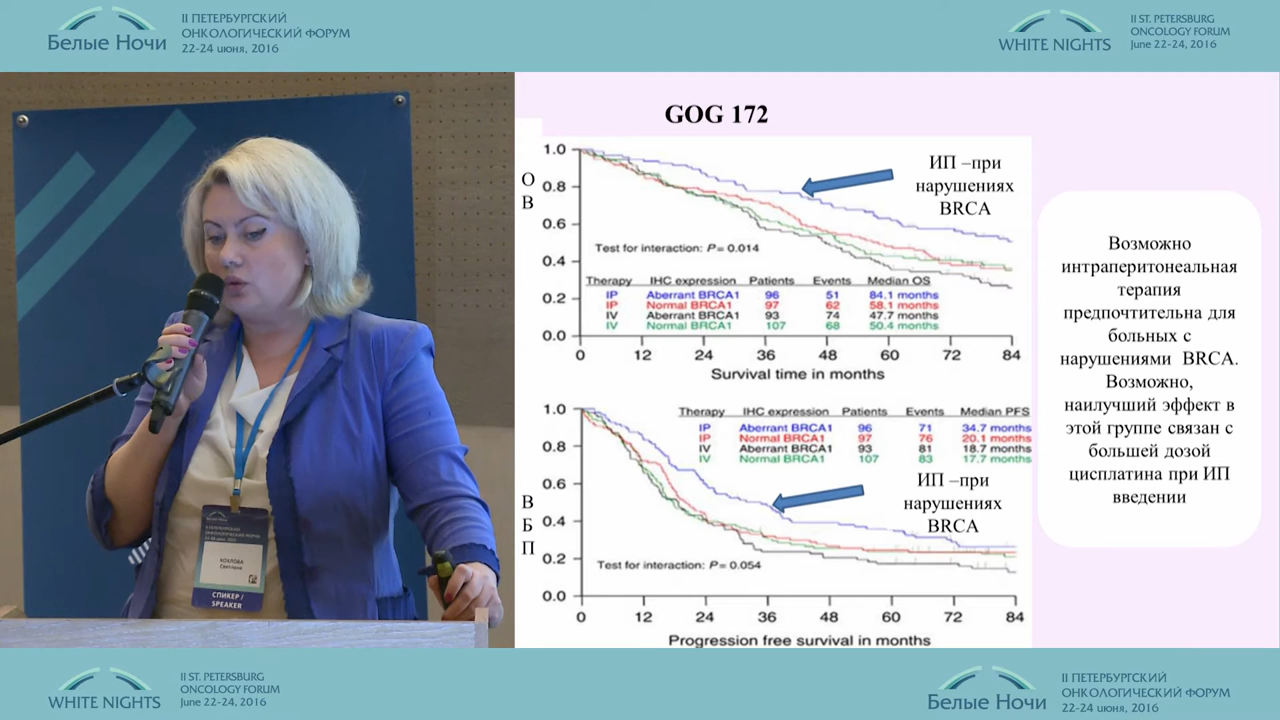 Белые Ночи
II ПЕТЕРБУРГСКИЙ
ОНКОЛОГИЧЕСКИЙ ФОРУМ
22-24 июня, 2016
WHITE NIGHTS
II ST. PETERSBURG
ONCOLOGY FORUM
June 22-24, 2016
СПИКЕР /
SPEAKER
GOG 172
О
В
1.0
0.8
0.6
0.4
0.2
0.0
ИП –при
нарушениях
BRCA
Test for interaction: P= 0.014
Therapy IHC expression Patients Events Median OS
IP Aberrant BRCA1 96 51 84.1 months
IP Normal BRCA1 97 62 58.1 months
IV Aberrant BRCA1 93 74 47.7 months
IV Normal BRCA1 107 68 50.4 months
0 12 24 36 48 60 72 84
Survival time in months
В
Б
П
1.0
0.8
0.6
0.4
0.2
0.0
Therapy IHC expression Patients Events Median PFS
IP Aberrant BRCA1 96 71 34.7 months
IP Normal BRCA1 97 76 20.1 months
IV Aberrant BRCA1 93 81 18.7 months
IV Normal BRCA1 107 83 17.7 months
ИП –при
нарушениях
BRCA
Test for interaction: P= 0.054
0 12 24 36 48 60 72 84
Progression free survival in months
Возможно
интраперитонеальная
терапия
предпочтительна для
больных с
нарушениями BRCA.
Возможно,
наилучший эффект в
этой группе связан с
большей дозой
цисплатина при ИП
введении
WHITE NIGHTS
II ST. PETERSBURG
ONCOLOGY FORUM
June 22-24, 2016
Белые Ночи
II ПЕТЕРБУРГСКИЙ
ОНКОЛОГИЧЕСКИЙ ФОРУМ
22-24 июня, 2016